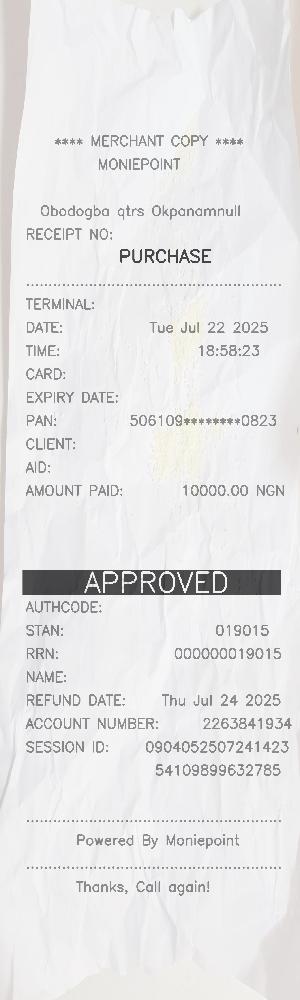 **** MERCHANT COPY ****
MONIEPOINT
Obodogba qtrs Okpanamnull
RECEIPT NO:
PURCHASE
TERMINAL:
DATE: Tue Jul 22 2025
TIME: 18:58:23
CARD:
EXPIRY DATE:
PAN: 506109********0823
CLIENT:
AID:
AMOUNT PAID: 10000.00 NGN
APPROVED
AUTHCODE:
STAN: 019015
RRN: 000000019015
NAME:
REFUND DATE: Thu Jul 24 2025
ACCOUNT NUMBER: 2263841934
SESSION ID: 0904052507241423
54109899632785
Powered By Moniepoint
Thanks, Call again!